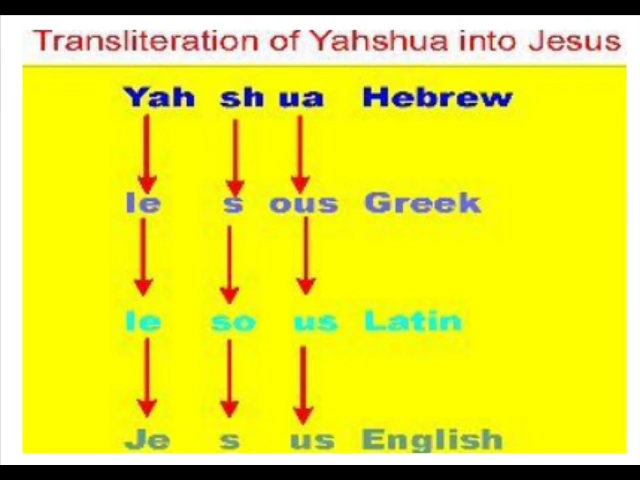 Transliteration of Yahshua into Jesus
Yah sh ua Hebrew
Ie s ous Greek
Ie so us Latin
Je s us English